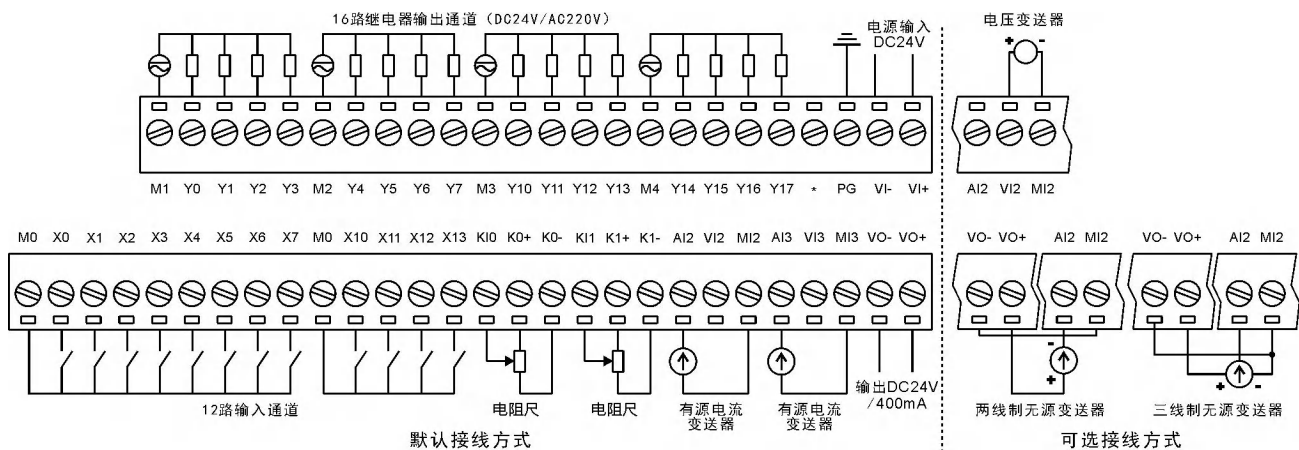 16路继电器输出通道（DC24V/AC220V）
电源输入
DC24V
电压变送器
+ -
M1 Y0 Y1 Y2 Y3 M2 Y4 Y5 Y6 Y7 M3 Y10 Y11 Y12 Y13 M4 Y14 Y15 Y16 Y17 * PG VI- VI+
AI2 VI2 MI2
M0 X0 X1 X2 X3 X4 X5 X6 X7 M0 X10 X11 X12 X13 KI0 K0+ K0- KI1 K1+ K1- AI2 VI2 MI2 AI3 VI3 MI3 VO- VO+
VO- VO+ AI2 MI2
VO- VO+ AI2 MI2
-
+
+ -
12路输入通道
电阻尺
电阻尺
有源电流
变送器
有源电流
变送器
输出DC24V
/400mA
两线制无源变送器
三线制无源变送器
默认接线方式
可选接线方式